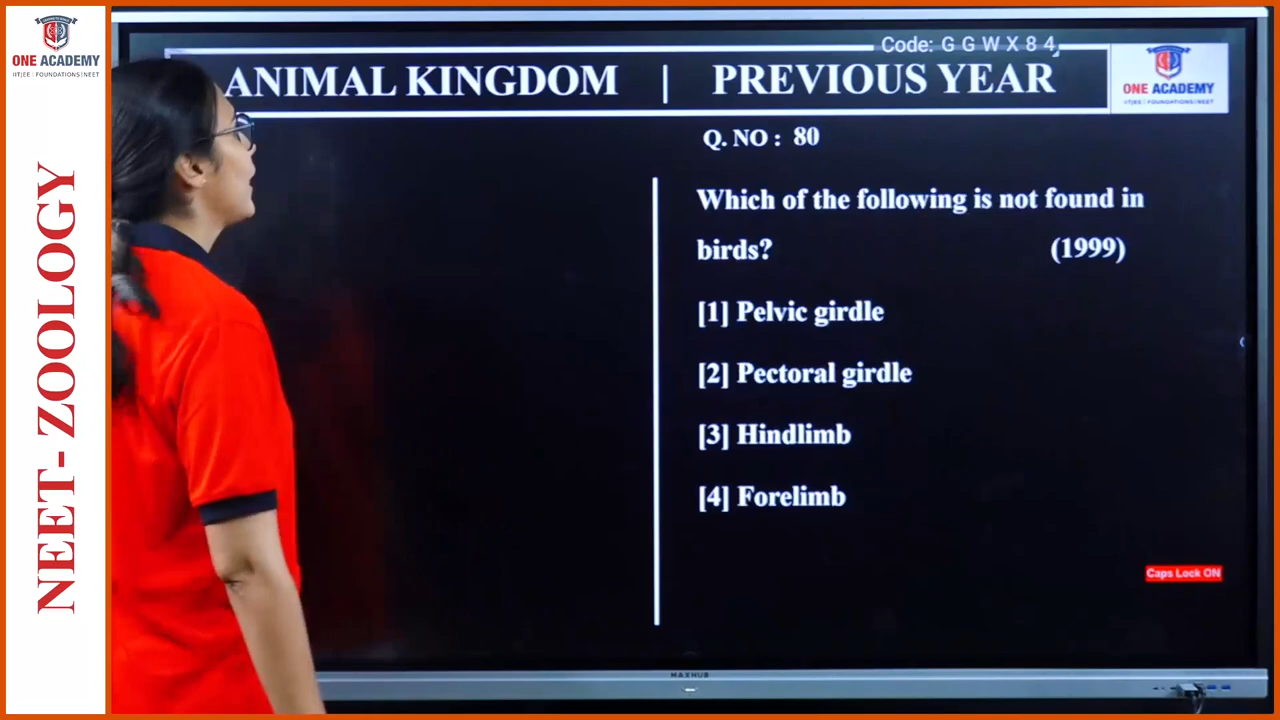 ONE ACADEMY
IIT|JEE | FOUNDATIONS | NEET
NEET- ZOOLOGY
Code: G G W X 8 4
ANIMAL KINGDOM | PREVIOUS YEAR
ONE ACADEMY
IIT|JEE | FOUNDATIONS | NEET
Q. NO : 80
Which of the following is not found in
birds? (1999)
[1] Pelvic girdle
[2] Pectoral girdle
[3] Hindlimb
[4] Forelimb
Caps Lock ON
MAXHUB